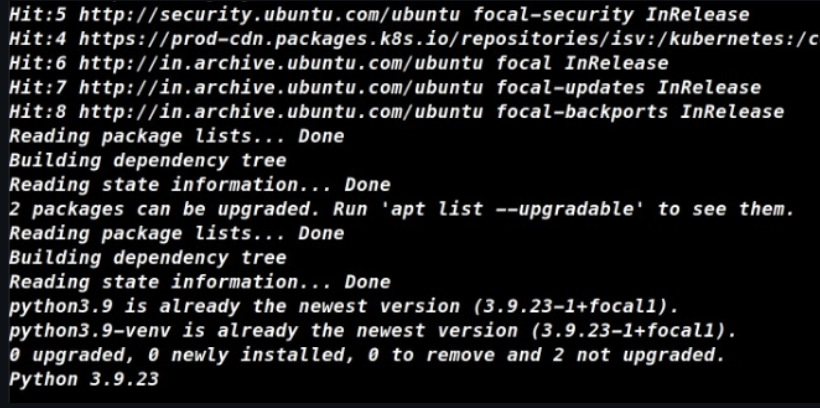 Hit:5 http://security.ubuntu.com/ubuntu focal-security InRelease
Hit:4 https://prod-cdn.packages.k8s.io/repositories/isv:/kubernetes:/c
Hit:6 http://in.archive.ubuntu.com/ubuntu focal InRelease
Hit:7 http://in.archive.ubuntu.com/ubuntu focal-updates InRelease
Hit:8 http://in.archive.ubuntu.com/ubuntu focal-backports InRelease
Reading package lists... Done
Building dependency tree
Reading state information... Done
2 packages can be upgraded. Run 'apt list --upgradable' to see them.
Reading package lists... Done
Building dependency tree
Reading state information... Done
python3.9 is already the newest version (3.9.23-1+focal1).
python3.9-venv is already the newest version (3.9.23-1+focal1).
0 upgraded, 0 newly installed, 0 to remove and 2 not upgraded.
Python 3.9.23